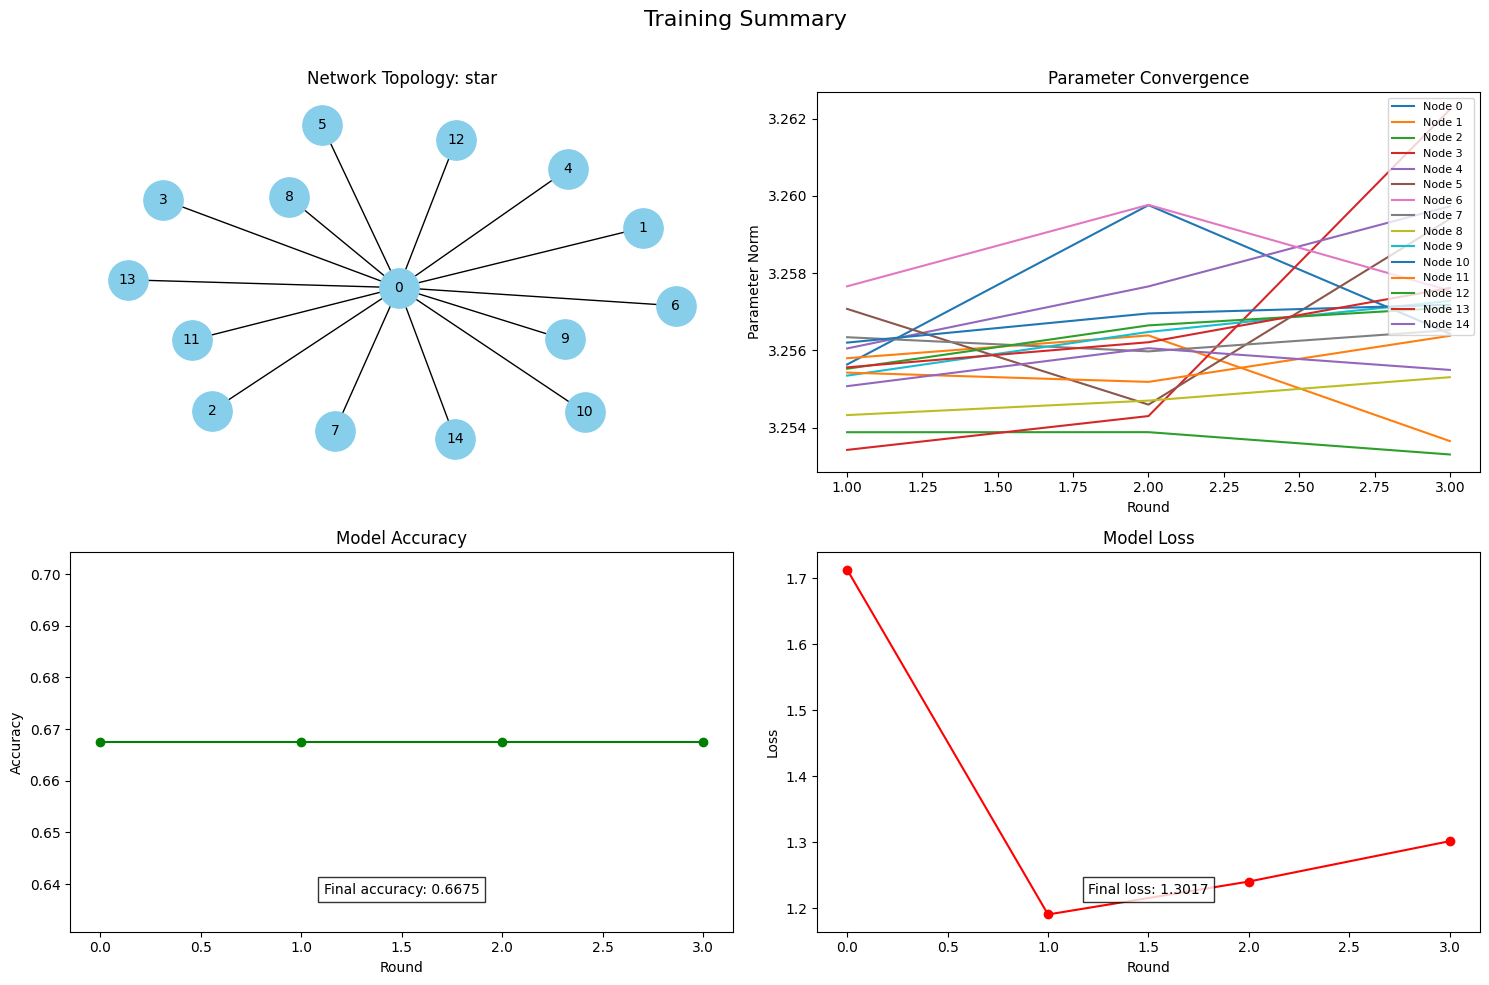 Training Summary
Network Topology: star
5
12
4
3
8
1
13
0
6
11
9
2
7
14
10
Parameter Convergence
Parameter Norm
3.262
3.260
3.258
3.256
3.254
Node 0
Node 1
Node 2
Node 3
Node 4
Node 5
Node 6
Node 7
Node 8
Node 9
Node 10
Node 11
Node 12
Node 13
Node 14
1.00 1.25 1.50 1.75 2.00 2.25 2.50 2.75 3.00
Round
Model Accuracy
Accuracy
0.70
0.69
0.68
0.67
0.66
0.65
0.64
Final accuracy: 0.6675
0.0 0.5 1.0 1.5 2.0 2.5 3.0
Round
Model Loss
Loss
1.7
1.6
1.5
1.4
1.3
1.2
Final loss: 1.3017
0.0 0.5 1.0 1.5 2.0 2.5 3.0
Round